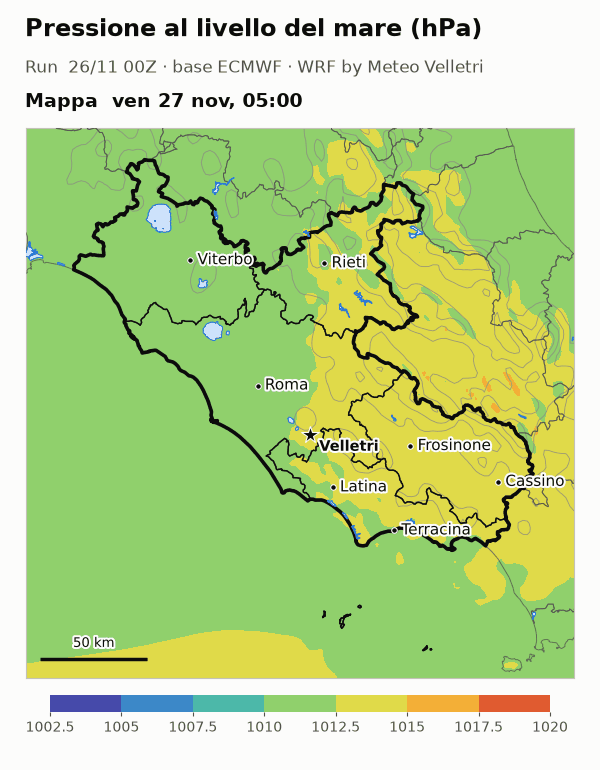 Pressione al livello del mare (hPa)
Run  26/11 00Z · base ECMWF · WRF by Meteo Velletri
Mappa  ven 27 nov, 05:00
Viterbo
Rieti
Roma
Velletri
Frosinone
Cassino
Latina
Terracina
50 km
1002.5 1005 1007.5 1010 1012.5 1015 1017.5 1020